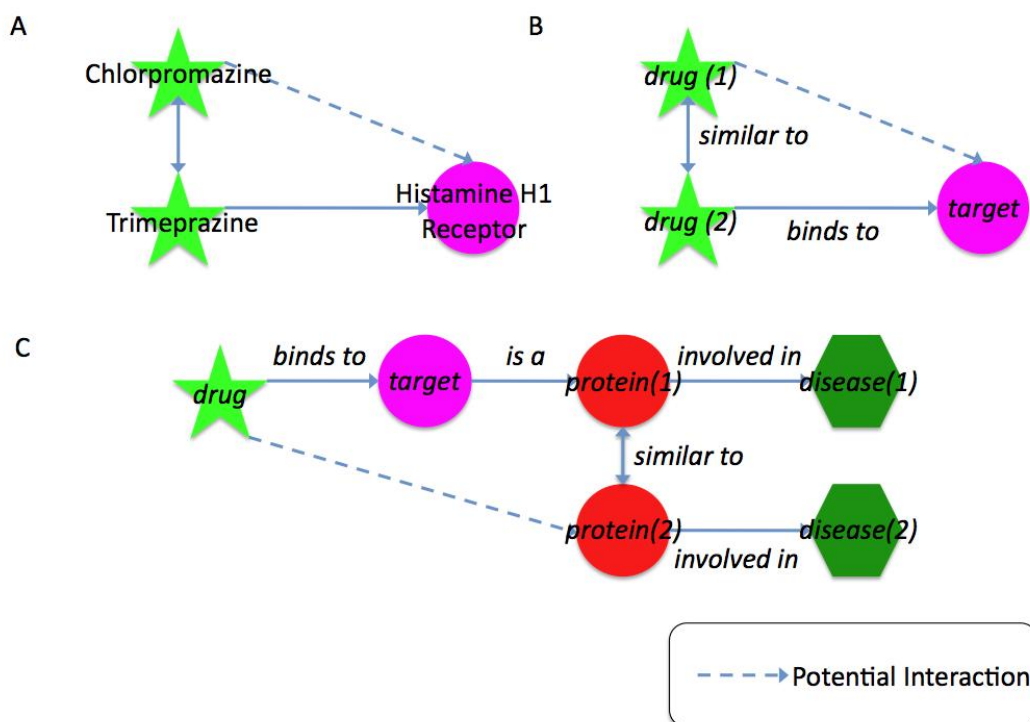 A
Chlorpromazine
Trimeprazine
Histamine H1
Receptor
B
drug (1)
similar to
drug (2)
binds to
target
C
drug
binds to
target
is a
protein(1)
involved in
disease(1)
similar to
protein(2)
involved in
disease(2)
Potential Interaction